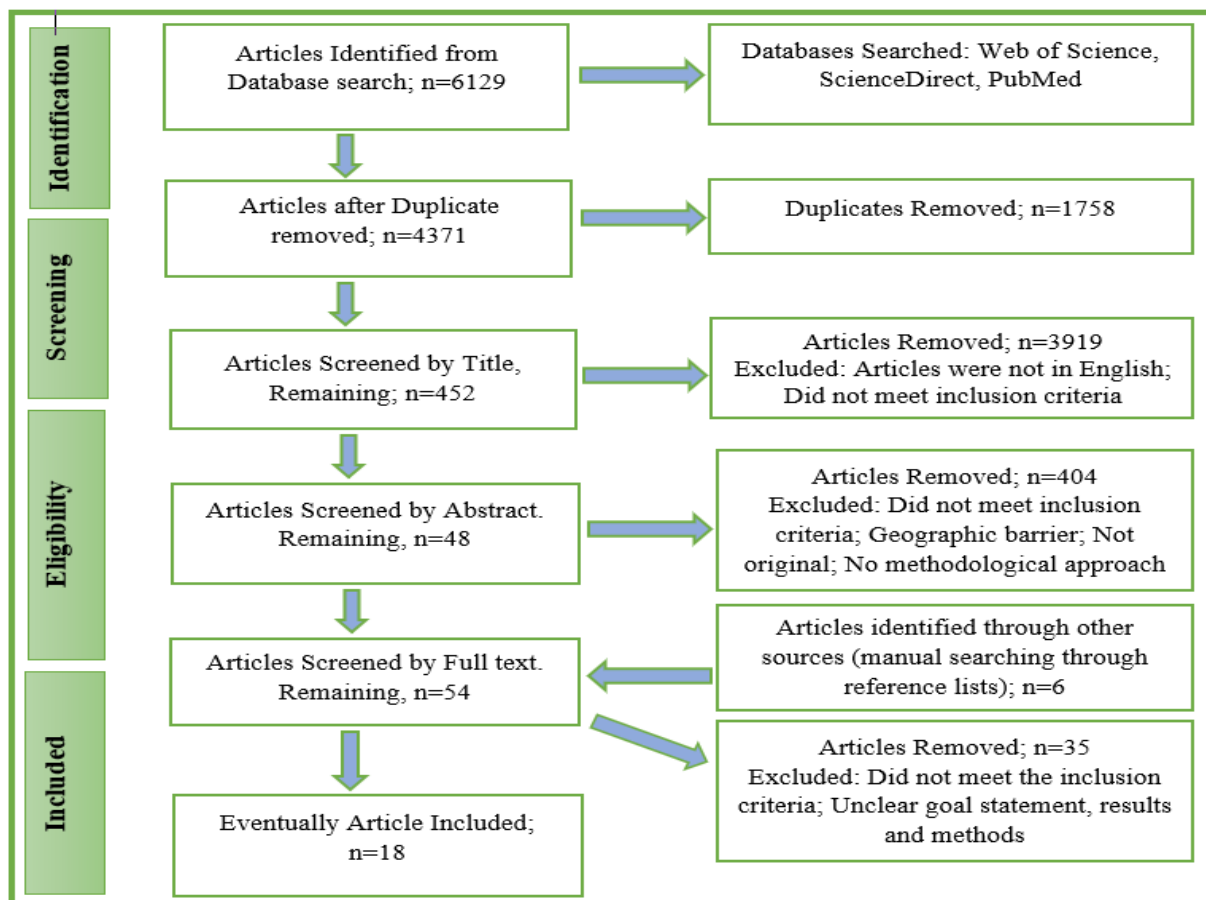 Identification
Articles Identified from
Database search; n=6129
Databases Searched: Web of Science,
ScienceDirect, PubMed
Screening
Articles after Duplicate
removed; n=4371
Duplicates Removed; n=1758
Articles Screened by Title,
Remaining; n=452
Articles Removed; n=3919
Excluded: Articles were not in English;
Did not meet inclusion criteria
Eligibility
Articles Screened by Abstract.
Remaining, n=48
Articles Removed; n=404
Excluded: Did not meet inclusion
criteria; Geographic barrier; Not
original; No methodological approach
Articles Screened by Full text.
Remaining, n=54
Articles identified through other
sources (manual searching through
reference lists); n=6
Included
Articles Removed; n=35
Excluded: Did not meet the inclusion
criteria; Unclear goal statement, results
and methods
Eventually Article Included;
n=18